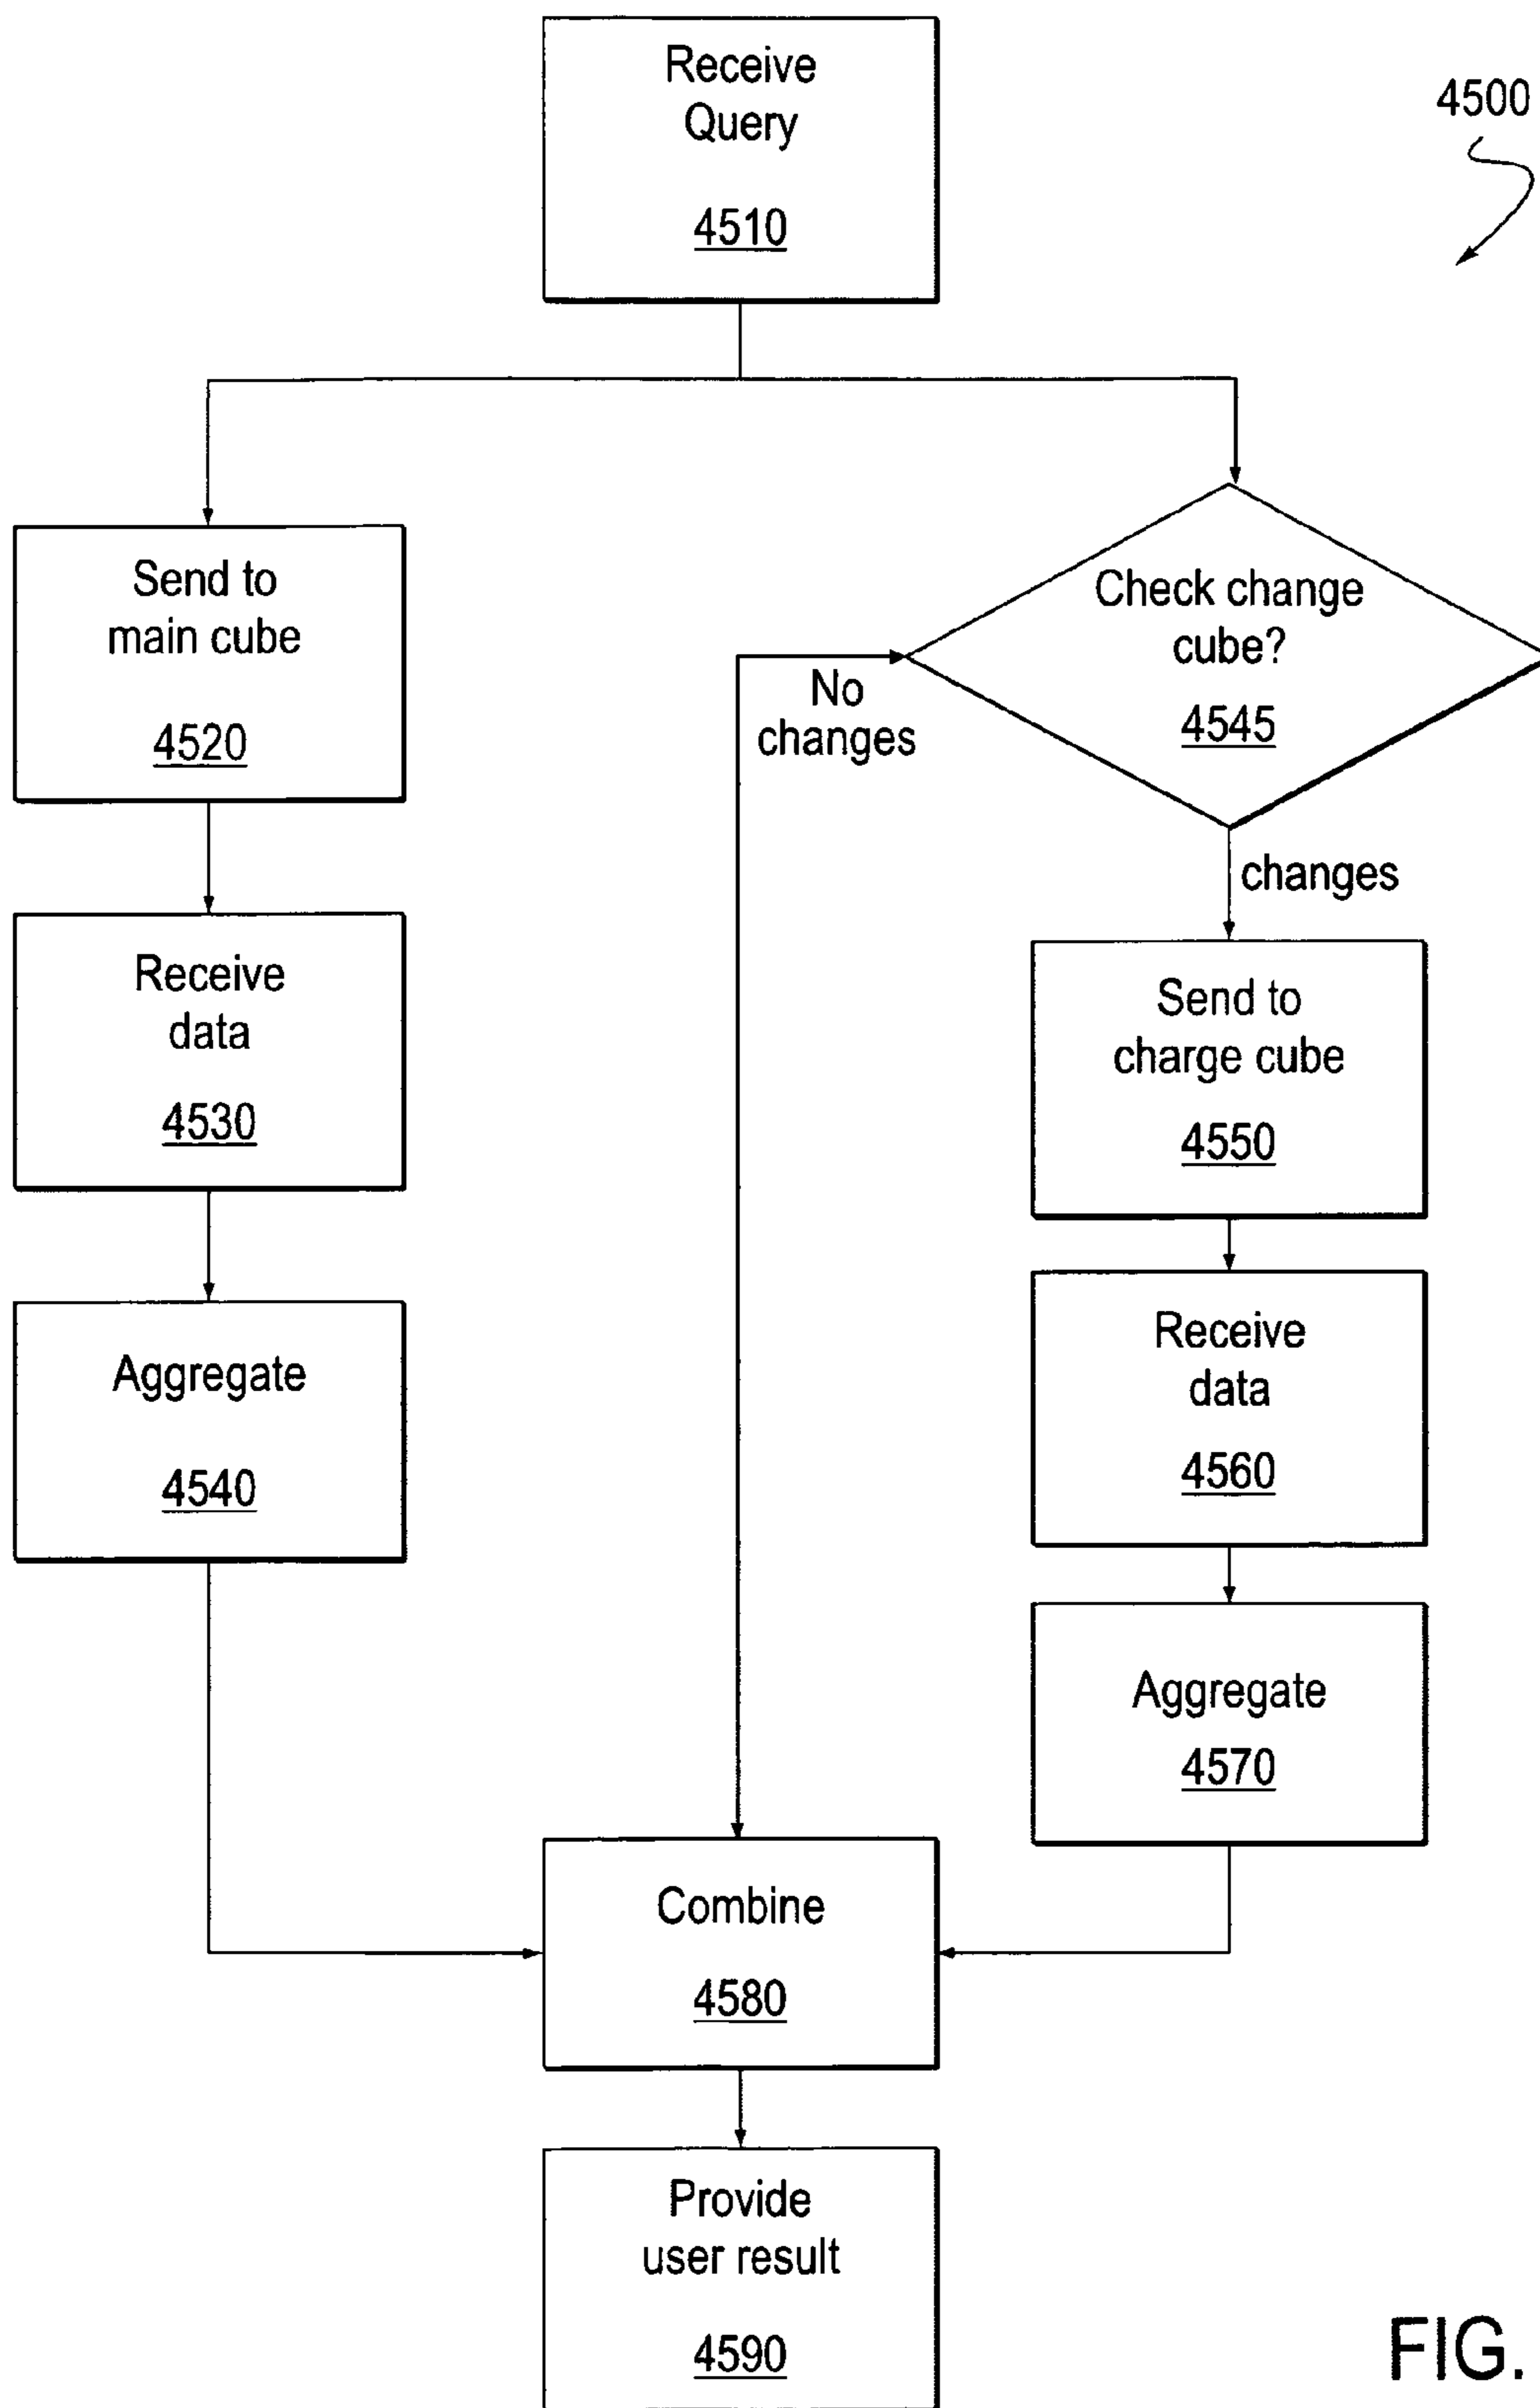 Receive
Query
4510
4500
Send to
main cube
4520
Check change
cube?
4545
No
changes
changes
Receive
data
4530
Send to
charge cube
4550
Aggregate
4540
Receive
data
4560
Aggregate
4570
Combine
4580
Provide
user result
4590
FIG.